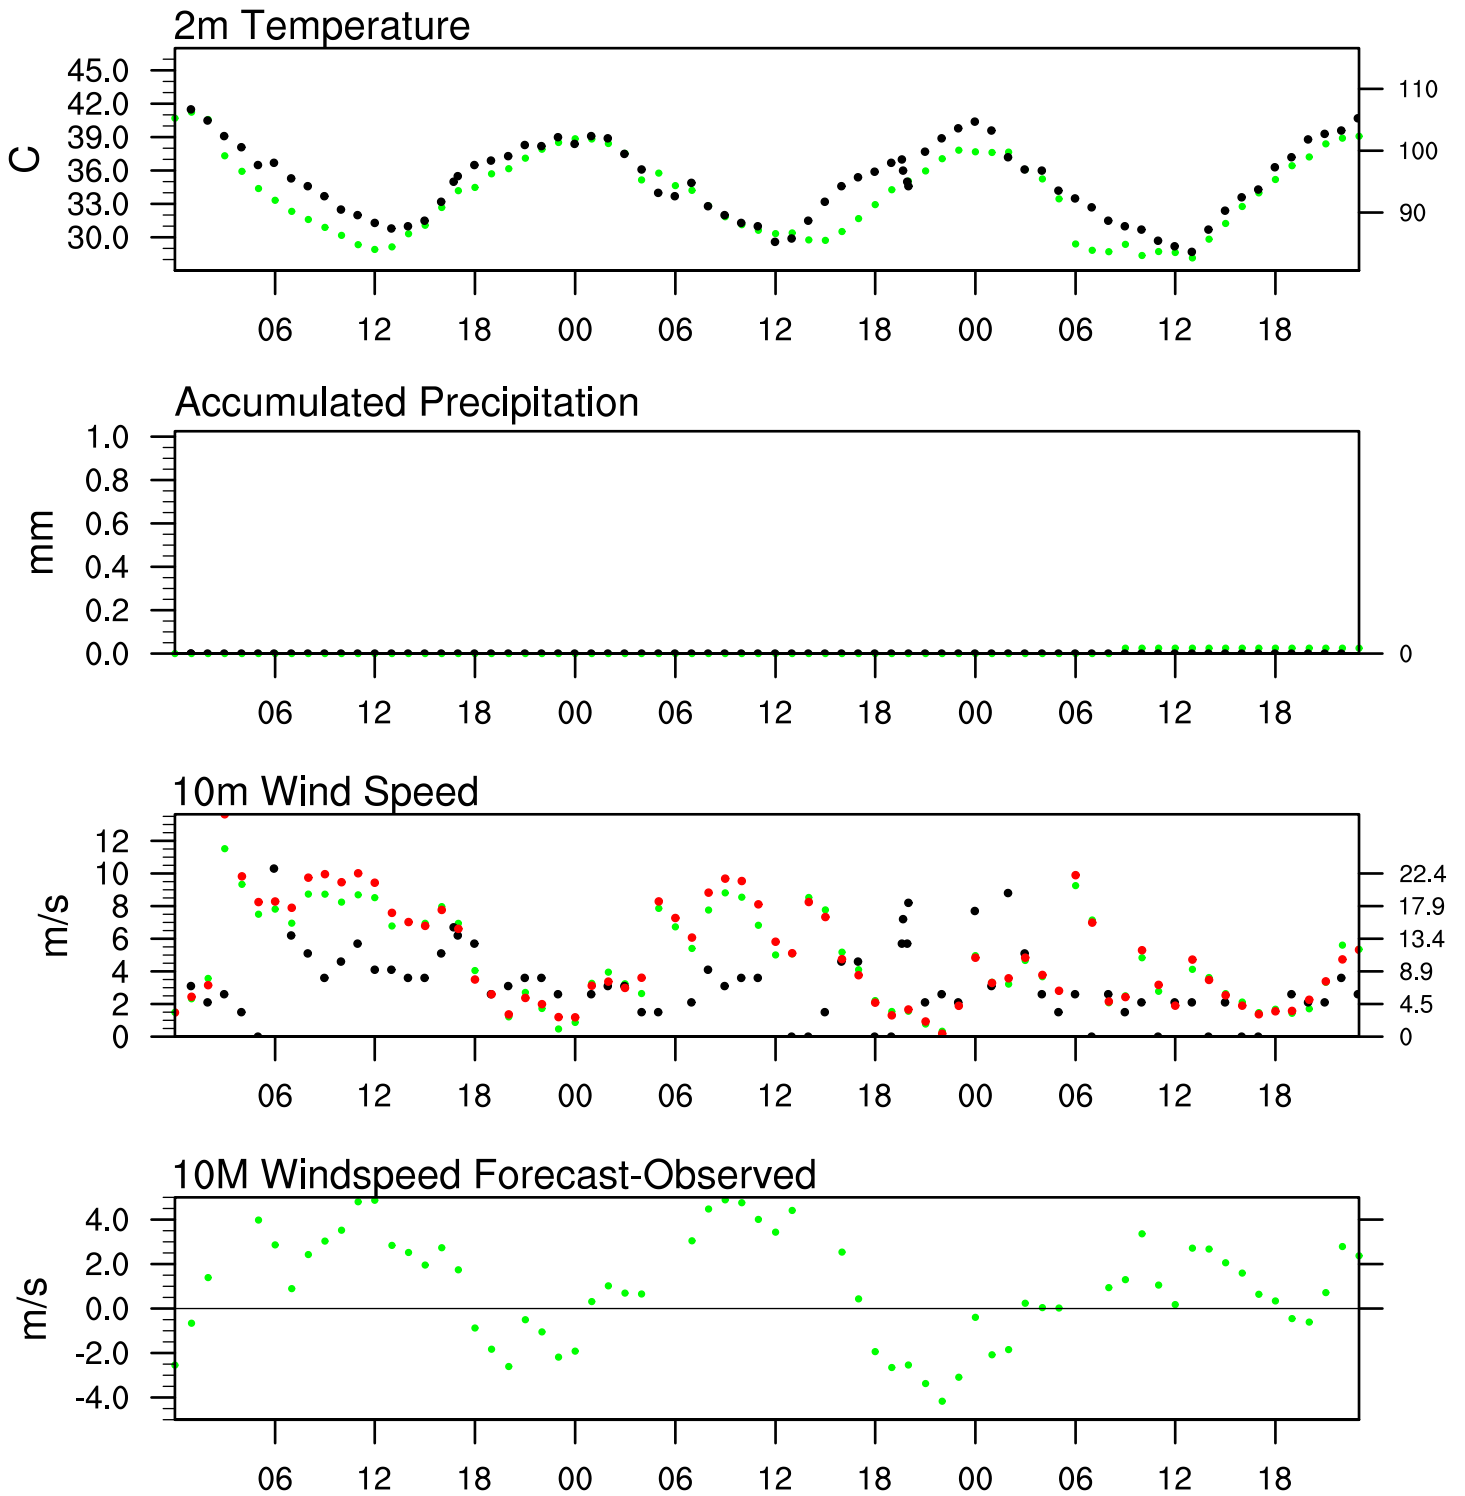 2m Temperature
C
45.0
42.0
39.0
36.0
33.0
30.0
110
100
90
06 12 18 00 06 12 18 00 06 12 18
Accumulated Precipitation
mm
1.0
0.8
0.6
0.4
0.2
0.0
0
06 12 18 00 06 12 18 00 06 12 18
10m Wind Speed
m/s
12
10
8
6
4
2
0
22.4
17.9
13.4
8.9
4.5
0
06 12 18 00 06 12 18 00 06 12 18
10M Windspeed Forecast-Observed
m/s
4.0
2.0
0.0
-2.0
-4.0
06 12 18 00 06 12 18 00 06 12 18